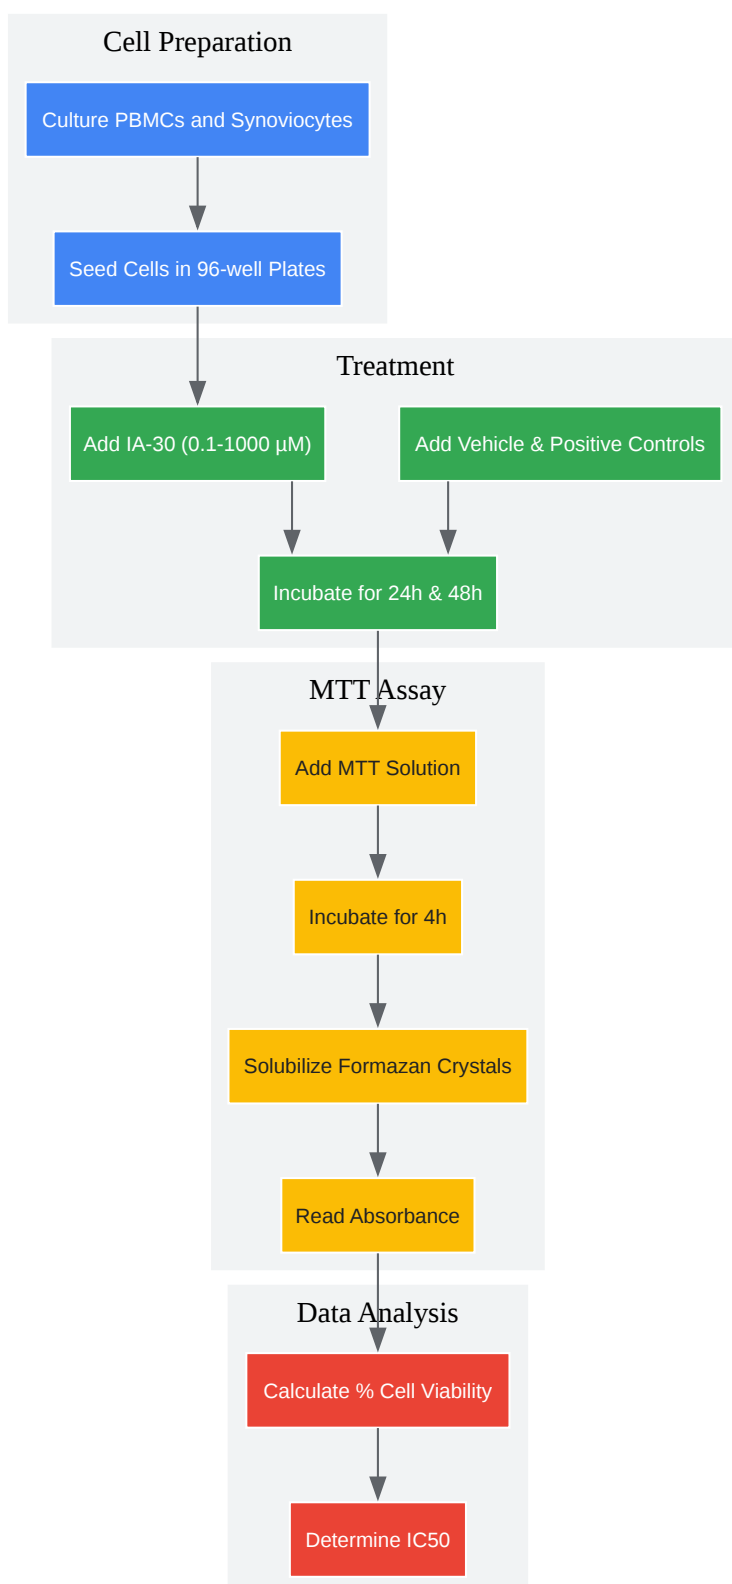 Cell Preparation
Culture PBMCs and Synoviocytes
Seed Cells in 96-well Plates
Treatment
Add IA-30 (0.1-1000 µM)
Add Vehicle & Positive Controls
Incubate for 24h & 48h
MTT Assay
Add MTT Solution
Incubate for 4h
Solubilize Formazan Crystals
Read Absorbance
Data Analysis
Calculate % Cell Viability
Determine IC50